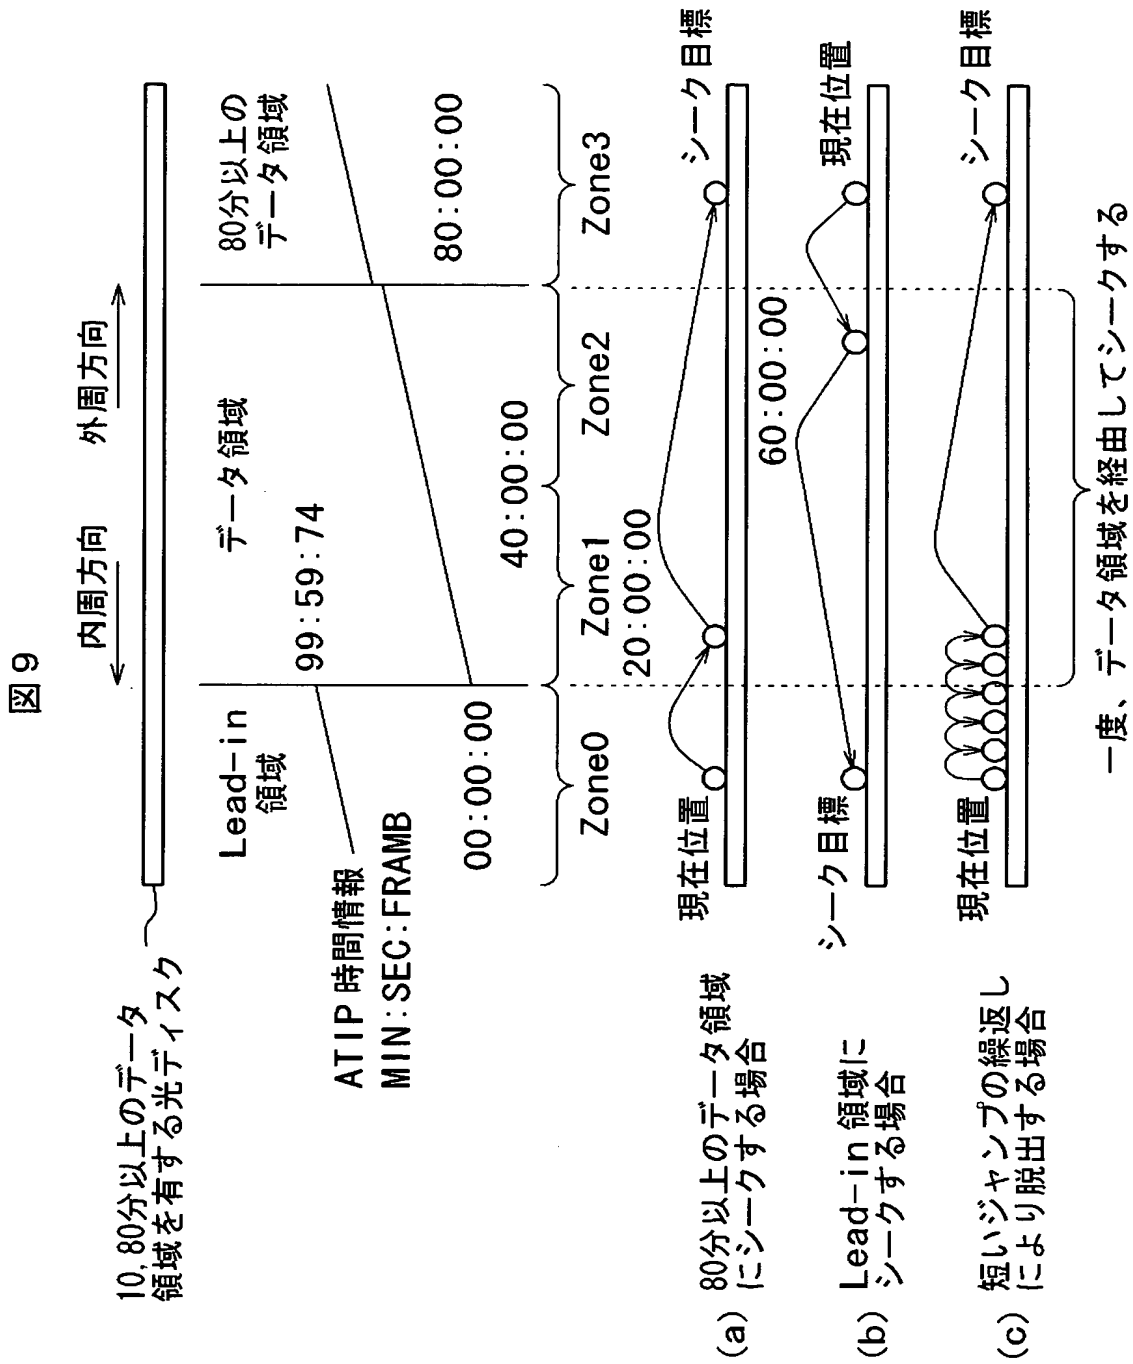 図9
内周方向
外周方向
10,80分以上のデータ
領域を有する光ディスク
Lead-in
領域
データ領域
80分以上の
データ領域
ATIP時間情報
MIN:SEC:FRAMB
99:59:74
00:00:00
40:00:00
80:00:00
Zone0
Zone1
Zone2
Zone3
(a) 80分以上のデータ領域
にシークする場合
現在位置
20:00:00
シーク目標
(b) Lead-in領域に
シークする場合
シーク目標
60:00:00
現在位置
(c) 短いジャンプの繰返し
により脱出する場合
現在位置
シーク目標
一度、データ領域を経由してシークする